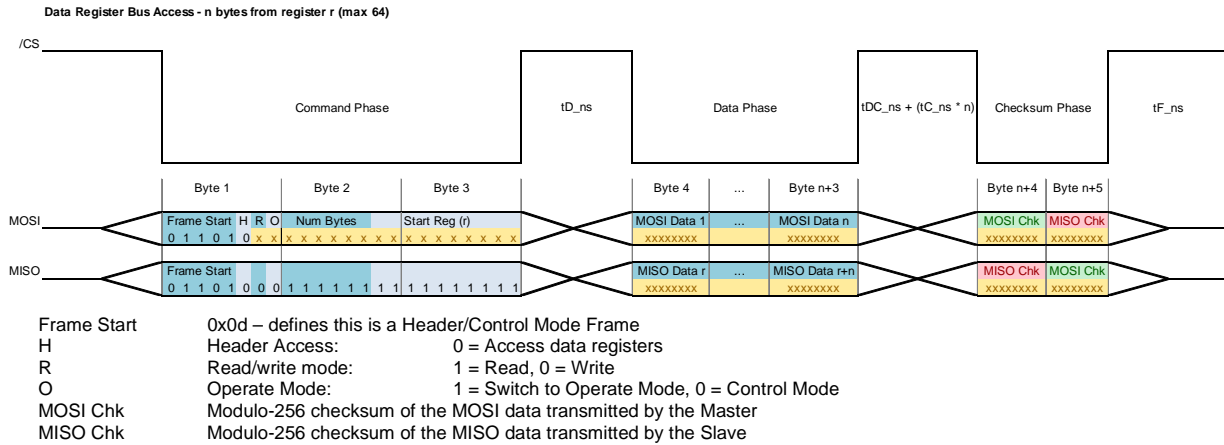 Data Register Bus Access - n bytes from register r (max 64)
/CS
Command Phase tD_ns Data Phase tDC_ns + (tC_ns * n) Checksum Phase tF_ns
Byte 1 Byte 2 Byte 3 Byte 4 ... Byte n+3 Byte n+4 Byte n+5
MOSI Frame Start H R O Num Bytes Start Reg (r) MOSI Data 1 ... MOSI Data n MOSI Chk MISO Chk
0 1 1 0 1 0 x x x x x x x x x x x x x x x x x x xxxxxxxx xxxxxxxx xxxxxxxx xxxxxxxx
MISO Frame Start MISO Data r ... MISO Data r+n MISO Chk MOSI Chk
0 1 1 0 1 0 0 0 1 1 1 1 1 1 1 1 1 1 1 1 1 1 1 1 xxxxxxxx xxxxxxxx xxxxxxxx xxxxxxxx
Frame Start 0x0d – defines this is a Header/Control Mode Frame
H Header Access: 0 = Access data registers
R Read/write mode: 1 = Read, 0 = Write
O Operate Mode: 1 = Switch to Operate Mode, 0 = Control Mode
MOSI Chk Modulo-256 checksum of the MOSI data transmitted by the Master
MISO Chk Modulo-256 checksum of the MISO data transmitted by the Slave